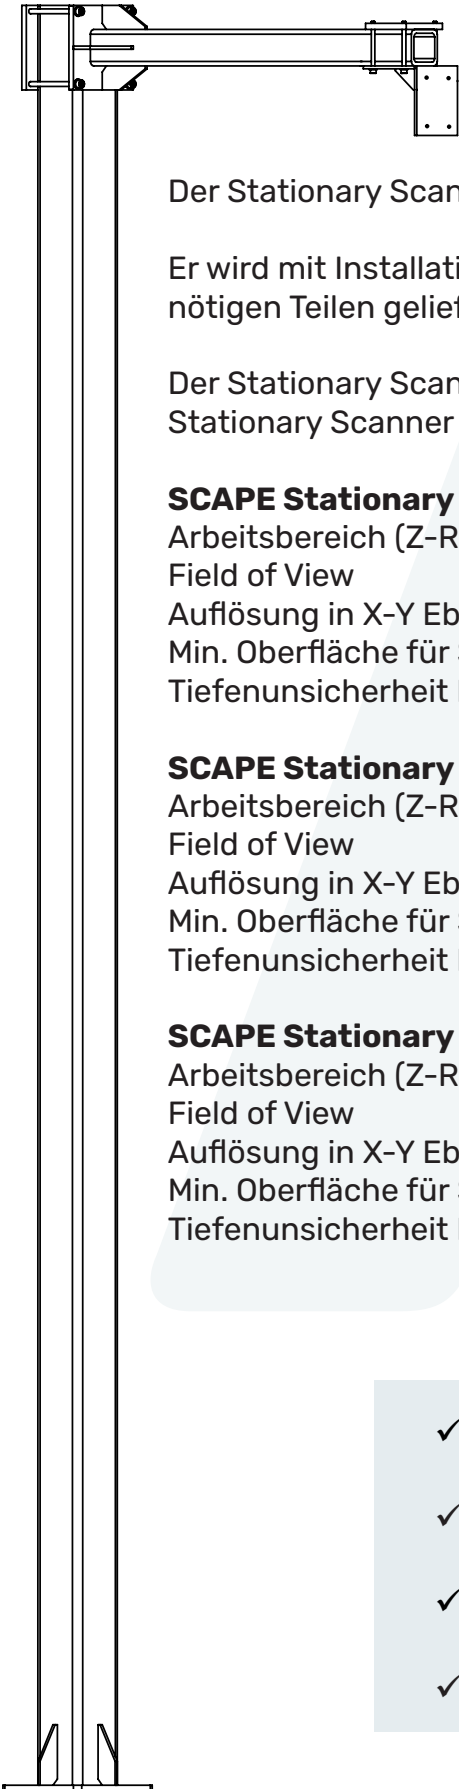 Der Stationary Scan
Er wird mit Installati
nötigen Teilen gelief
Der Stationary Scan
Stationary Scanner
SCAPE Stationary
Arbeitsbereich (Z-R
Field of View
Auflösung in X-Y Eb
Min. Oberfläche für
Tiefenunsicherheit
SCAPE Stationary
Arbeitsbereich (Z-R
Field of View
Auflösung in X-Y Eb
Min. Oberfläche für
Tiefenunsicherheit
SCAPE Stationary
Arbeitsbereich (Z-R
Field of View
Auflösung in X-Y Eb
Min. Oberfläche für
Tiefenunsicherheit